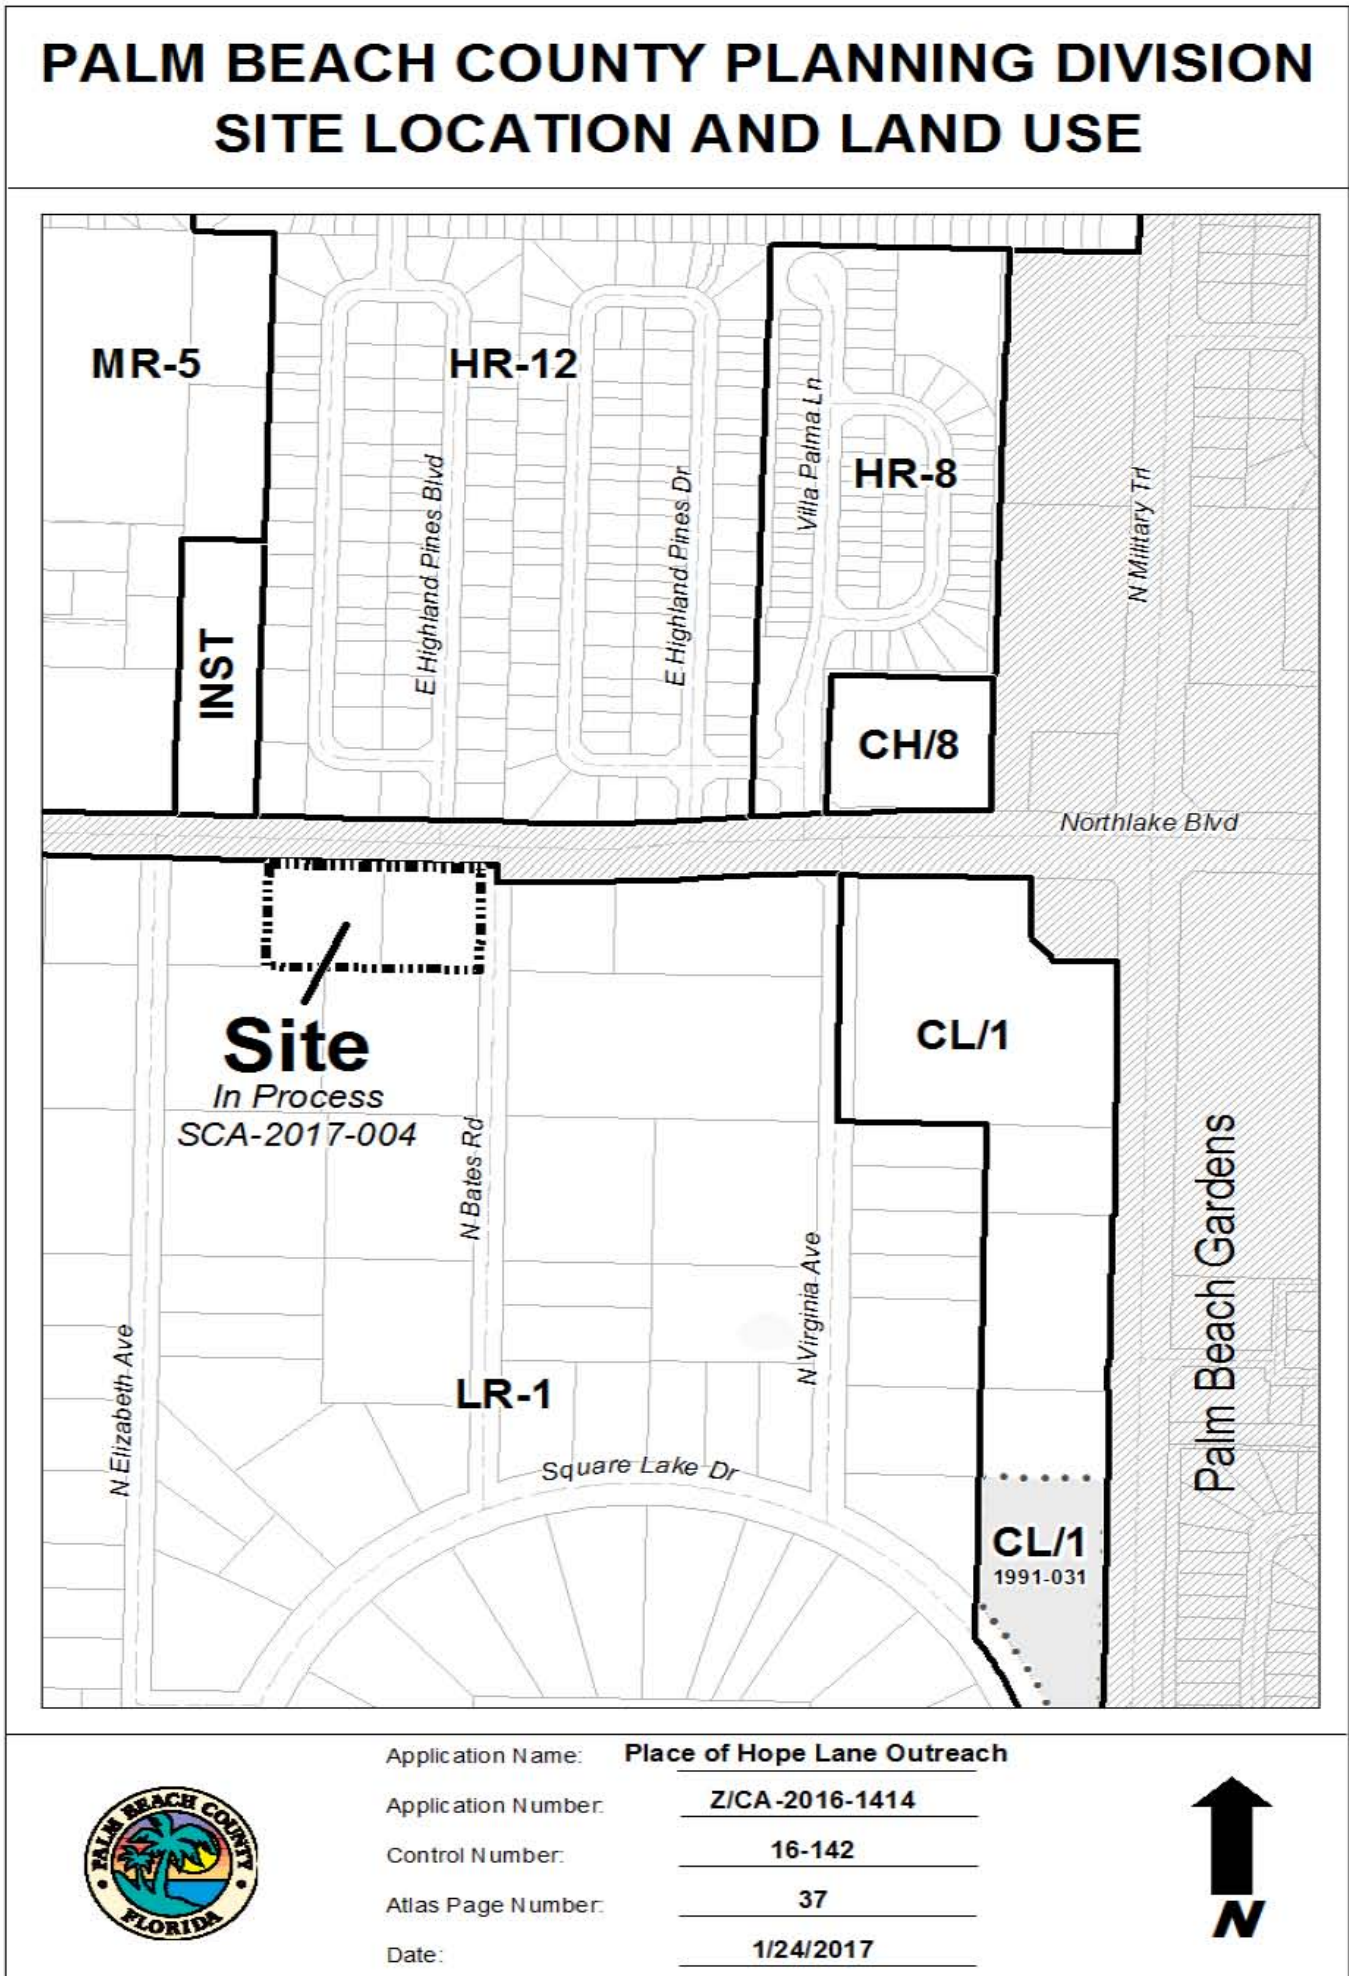 PALM BEACH COUNTY PLANNING DIVISION
SITE LOCATION AND LAND USE
MR-5
HR-12
HR-8
Villa Palma Ln
E Highland Pines Blvd
E Highland Pines Dr
N Military Trl
INST
CH/8
Northlake Blvd
Site
In Process
SCA-2017-004
CL/1
N Bates Rd
N Virginia Ave
N Elizabeth Ave
Palm Beach Gardens
LR-1
Square Lake Dr
CL/1
1991-031
Application Name: Place of Hope Lane Outreach
Application Number: Z/CA-2016-1414
Control Number: 16-142
Atlas Page Number: 37
Date: 1/24/2017
PALM BEACH COUNTY
FLORIDA
N